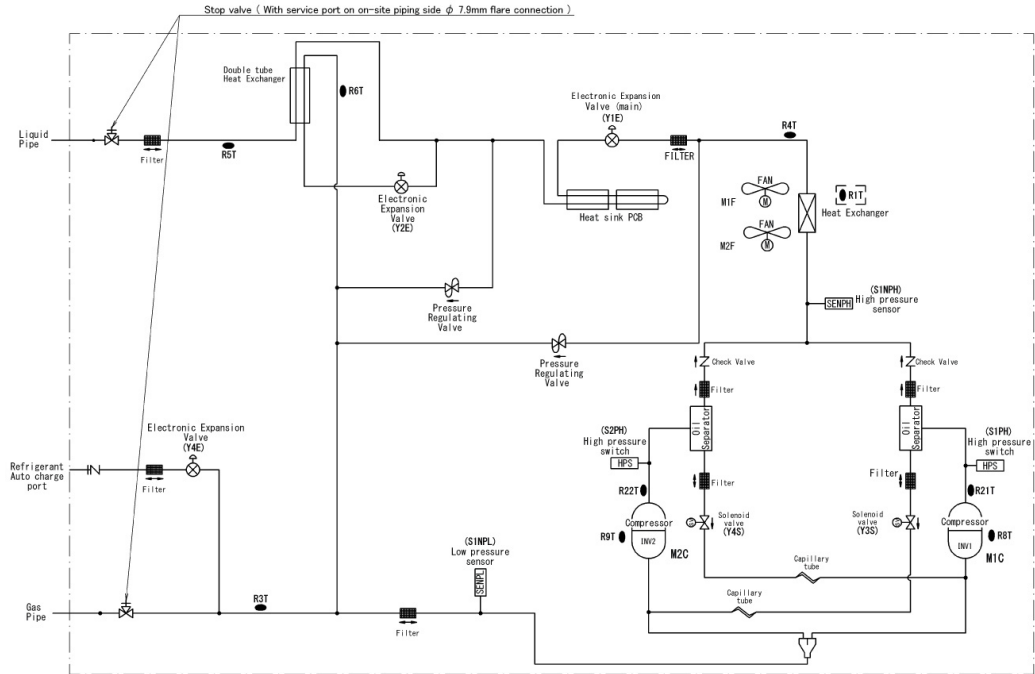 Stop valve ( With service port on on-site piping side φ 7.9mm flare connection )
Double tube
Heat Exchanger
R6T
Electronic Expansion
Valve (main)
(Y1E)
R4T
Liquid
Pipe
Filter
R5T
FILTER
Electronic
Expansion
Valve
(Y2E)
Heat sink PCB
FAN
M
M1F
FAN
M
M2F
R1T
Heat Exchanger
(S1NPH)
SENPH
High pressure
sensor
Pressure
Regulating
Valve
Pressure
Regulating
Valve
Check Valve
Check Valve
Filter
Filter
Oil
Separator
Oil
Separator
Electronic Expansion
Valve
(Y4E)
(S2PH)
High pressure
switch
HPS
(S1PH)
High pressure
switch
HPS
Refrigerant
Auto charge
port
Filter
Filter
Filter
R22T
R21T
Compressor
INV2
R9T
M2C
Solenoid
valve
(Y4S)
S
Solenoid
valve
(Y3S)
S
Compressor
INV1
R8T
M1C
(S1NPL)
Low pressure
sensor
SENPL
Capillary
tube
Capillary
tube
Gas
Pipe
R3T
Filter